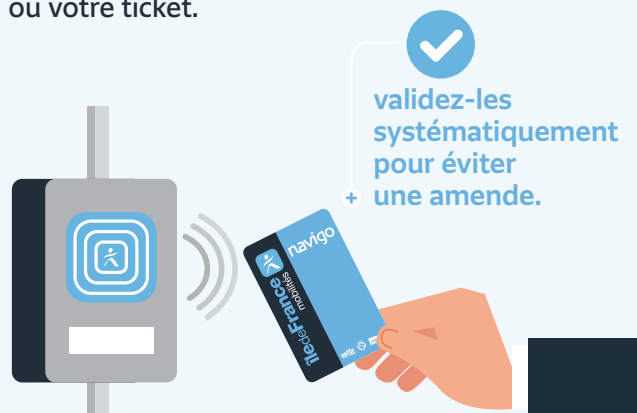 ou votre ticket.
validez-les
systématiquement
pour éviter
une amende.
navigo
îledeFrance
mobilités